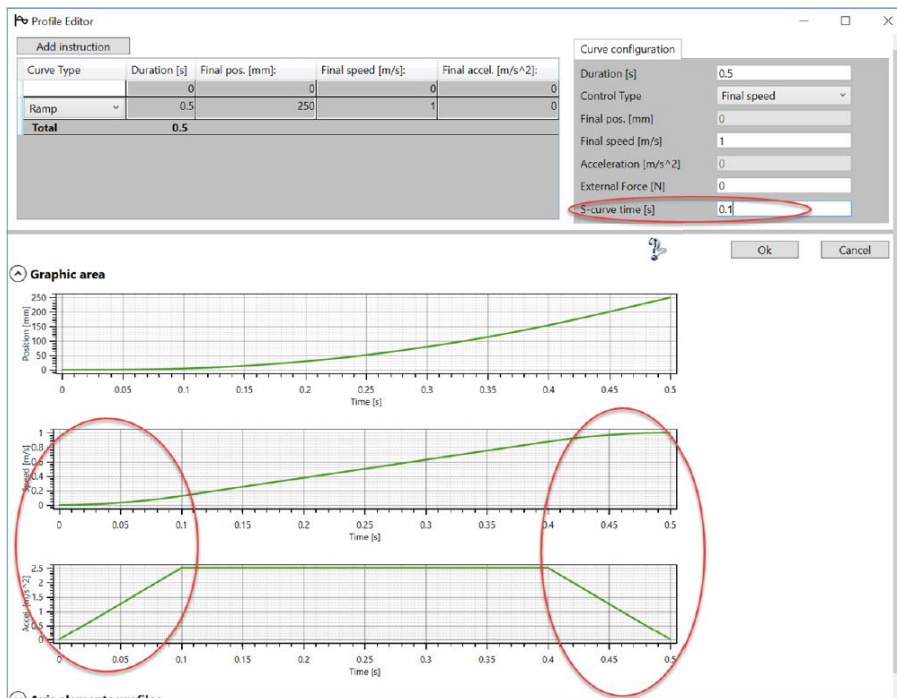 Profile Editor
Add instruction
Curve Type Duration [s] Final pos. [mm]: Final speed [m/s]: Final accel. [m/s^2]:
0 0 0 0
Ramp 0.5 250 1 0
Total 0.5
Curve configuration
Duration [s] 0.5
Control Type Final speed
Final pos. [mm] 0
Final speed [m/s] 1
Acceleration [m/s^2] 0
External Force [N] 0
S-curve time [s] 0.1
Ok Cancel
Graphic area
Position [mm]
250
200
150
100
50
0
0 0.05 0.1 0.15 0.2 0.25 0.3 0.35 0.4 0.45 0.5
Time [s]
Speed [m/s]
1
0.8
0.6
0.4
0.2
0
0 0.05 0.1 0.15 0.2 0.25 0.3 0.35 0.4 0.45 0.5
Time [s]
Accel. [m/s^2]
2.5
2
1.5
1
0.5
0
0 0.05 0.1 0.15 0.2 0.25 0.3 0.35 0.4 0.45 0.5
Time [s]
Axis elements profiles